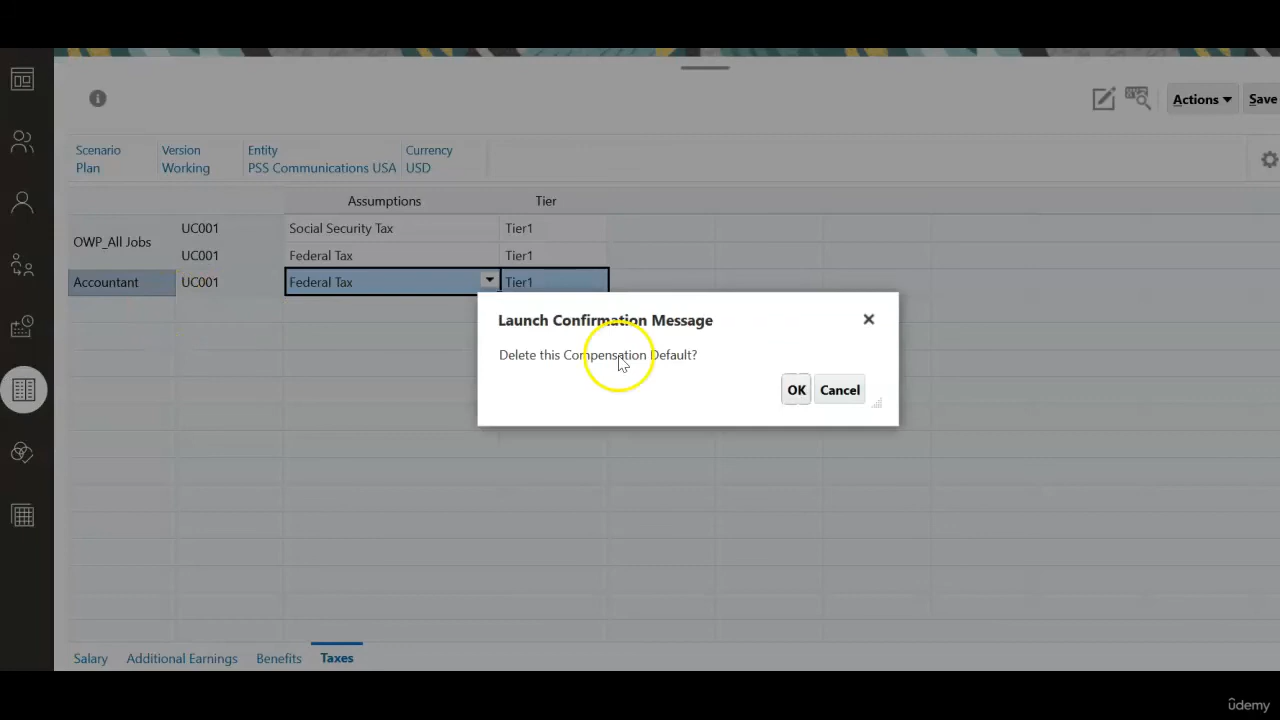 Actions
Save
Scenario Version Entity Currency
Plan Working PSS Communications USA USD
Assumptions Tier
OWP_All Jobs
UC001 Social Security Tax Tier1
UC001 Federal Tax Tier1
Accountant UC001 Federal Tax Tier1
Launch Confirmation Message
Delete this Compensation Default?
OK Cancel
Salary Additional Earnings Benefits Taxes
udemy